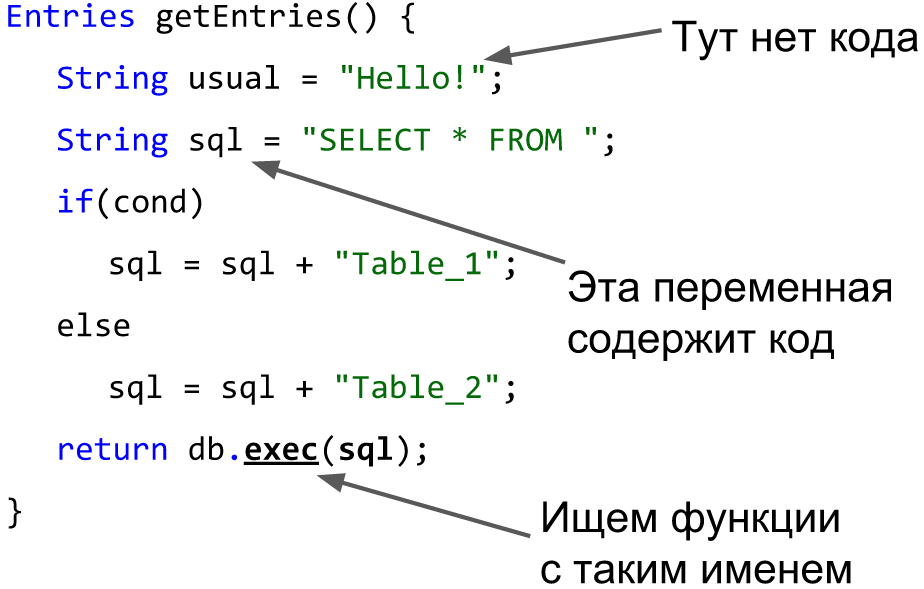 Entries getEntries() {
Тут нет кода
String usual = "Hello!";
String sql = "SELECT * FROM ";
if(cond)
sql = sql + "Table_1";
Эта переменная
содержит код
else
sql = sql + "Table_2";
return db.exec(sql);
}
Ищем функции
с таким именем